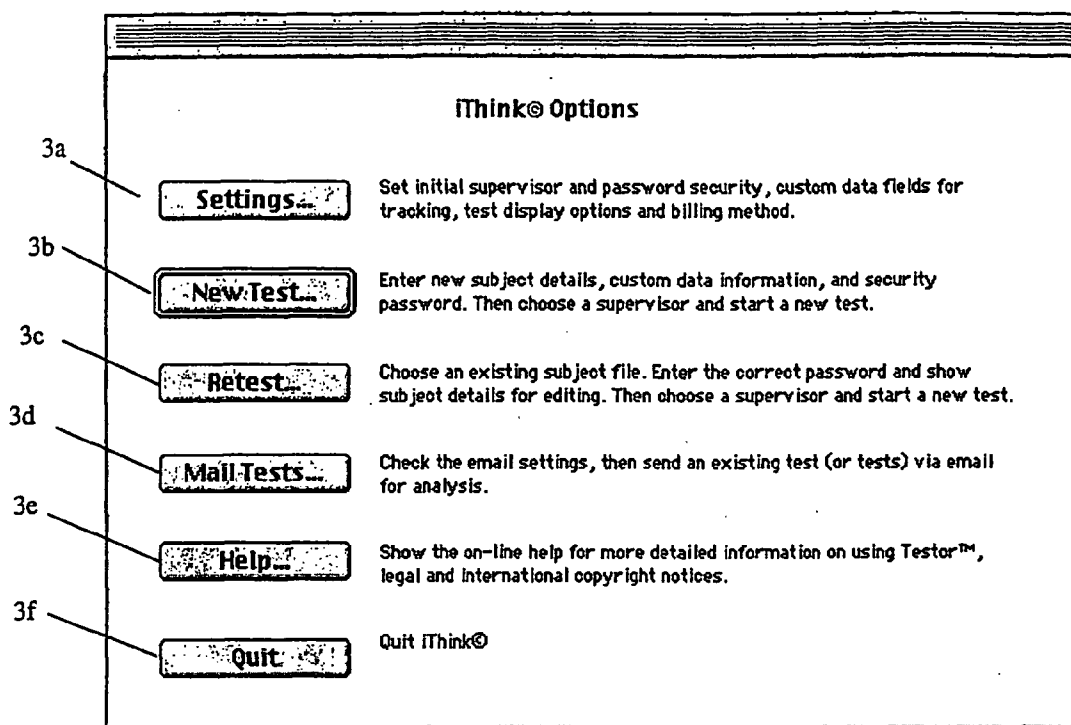 iThink© Options
3a
Settings...
Set initial supervisor and password security, custom data fields for
tracking, test display options and billing method.
3b
New Test...
Enter new subject details, custom data information, and security
password. Then choose a supervisor and start a new test.
3c
Retest...
Choose an existing subject file. Enter the correct password and show
subject details for editing. Then choose a supervisor and start a new test.
3d
Mail Tests...
Check the email settings, then send an existing test (or tests) via email
for analysis.
3e
Help...
Show the on-line help for more detailed information on using Testor™,
legal and international copyright notices.
3f
Quit
Quit iThink©